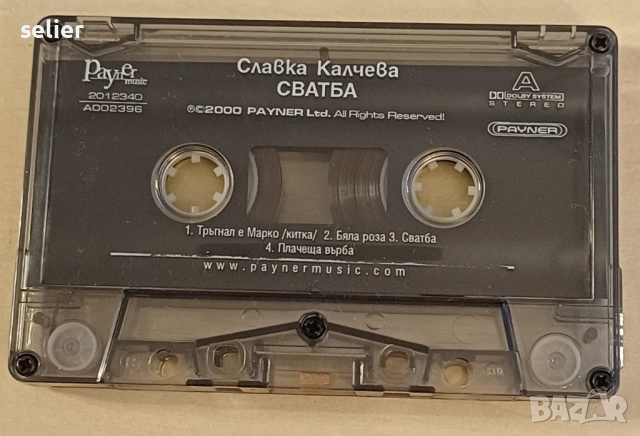 selier
Payner
music
2012340
A002396
Славка Калчева
СВАТБА
℗©2000 PAYNER Ltd. All Rights Reserved!
A
DOLBY SYSTEM
STEREO
PAYNER
1. Тръгнал е Марко /китка/ 2. Бяла роза 3. Сватба
4. Плачеща върба
www.paynermusic.com
BAZAR